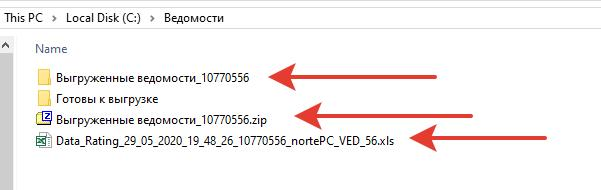 This PC > Local Disk (C:) > Ведомости
Name
Выгруженные ведомости_10770556
Готовы к выгрузке
Выгруженные ведомости_10770556.zip
Data_Rating_29_05_2020_19_48_26_10770556_nortePC_VED_56.xls